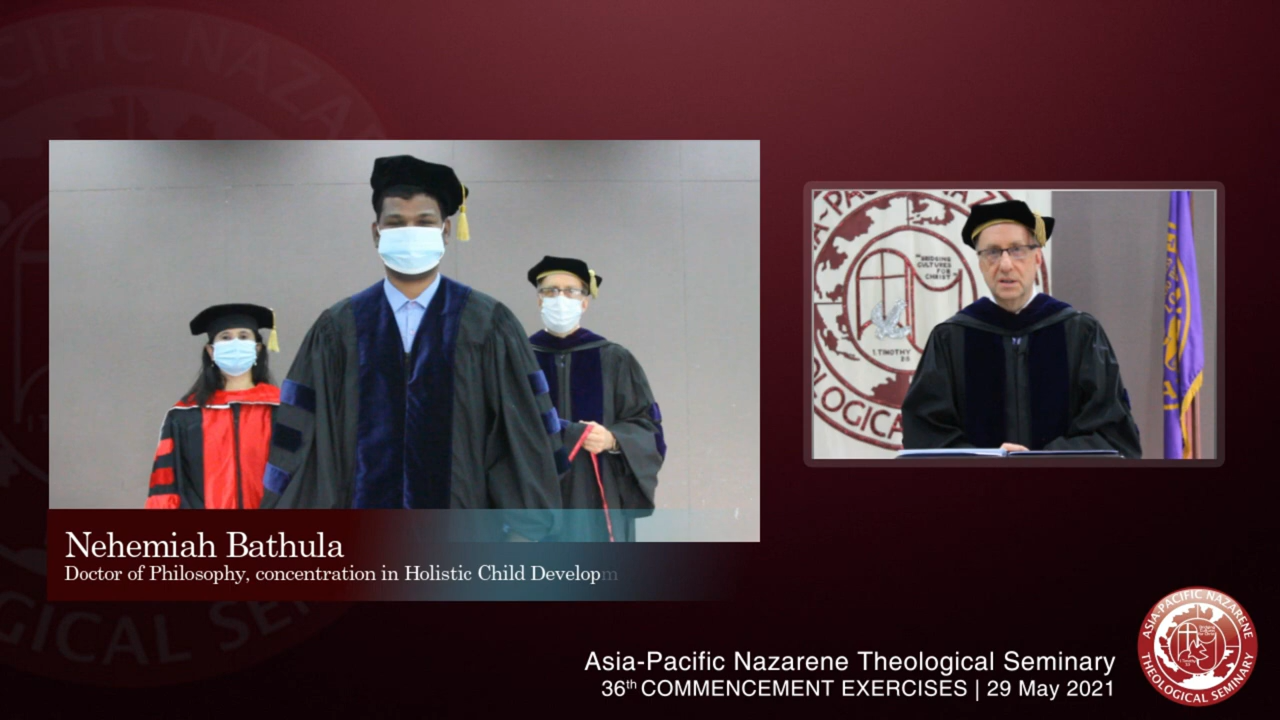 "BRIDGING
CULTURES
FOR
CHRIST"
1.TIMOTHY
Nehemiah Bathula
Doctor of Philosophy, concentration in Holistic Child Developm
Asia-Pacific Nazarene Theological Seminary
36th COMMENCEMENT EXERCISES | 29 May 2021
ASIA-PACIFIC NAZARENE
THEOLOGICAL SEMINARY